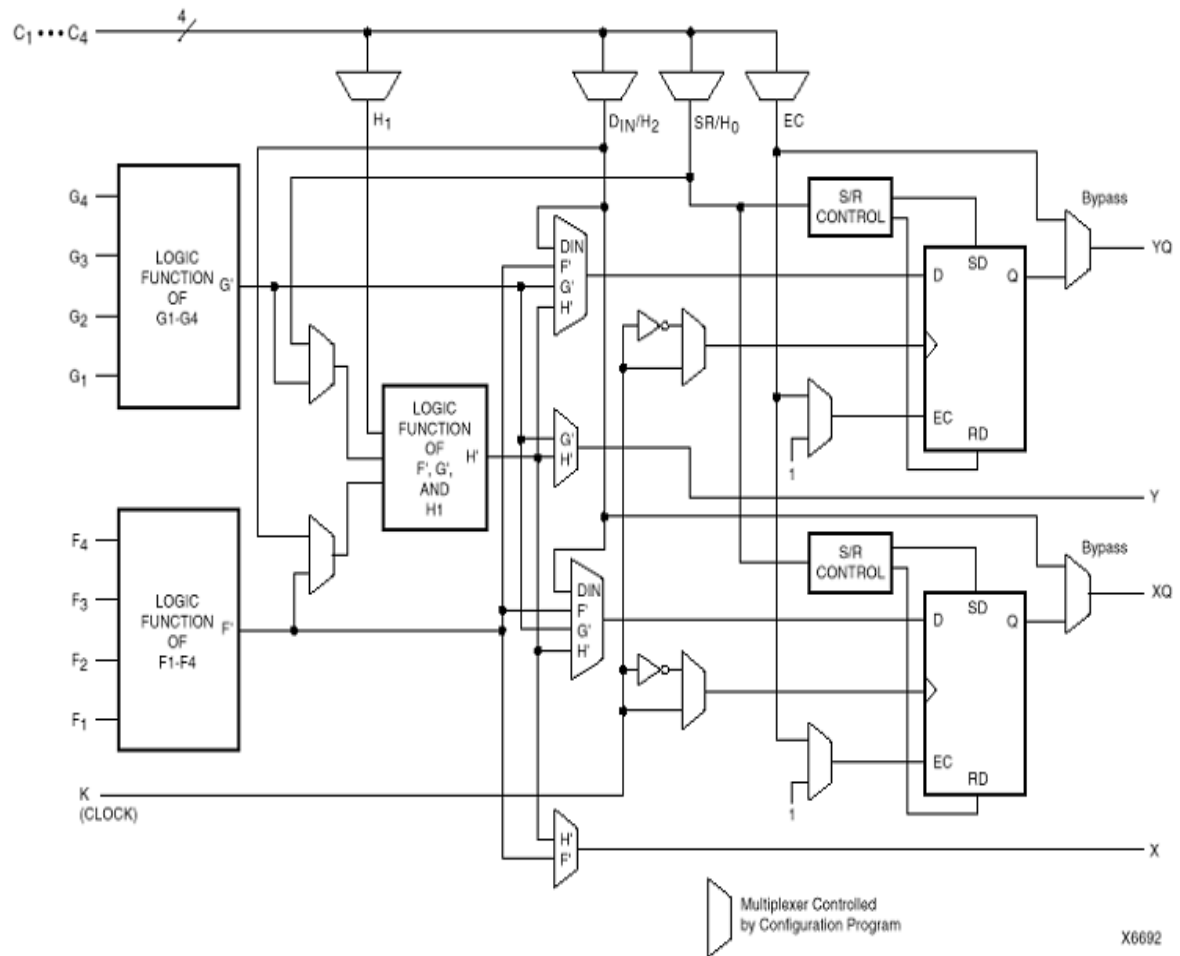 4
C1 ••• C4
H1
DIN/H2
SR/H0
EC
G4
G3
G2
G1
LOGIC
FUNCTION
OF
G1-G4
G'
S/R
CONTROL
Bypass
YQ
DIN
F'
G'
H'
D
SD
Q
EC
RD
1
LOGIC
FUNCTION
OF
F', G',
AND
H1
H'
G'
H'
Y
F4
F3
F2
F1
LOGIC
FUNCTION
OF
F1-F4
F'
S/R
CONTROL
Bypass
XQ
DIN
F'
G'
H'
D
SD
Q
EC
RD
1
K
(CLOCK)
H'
F'
X
Multiplexer Controlled
by Configuration Program
X6692